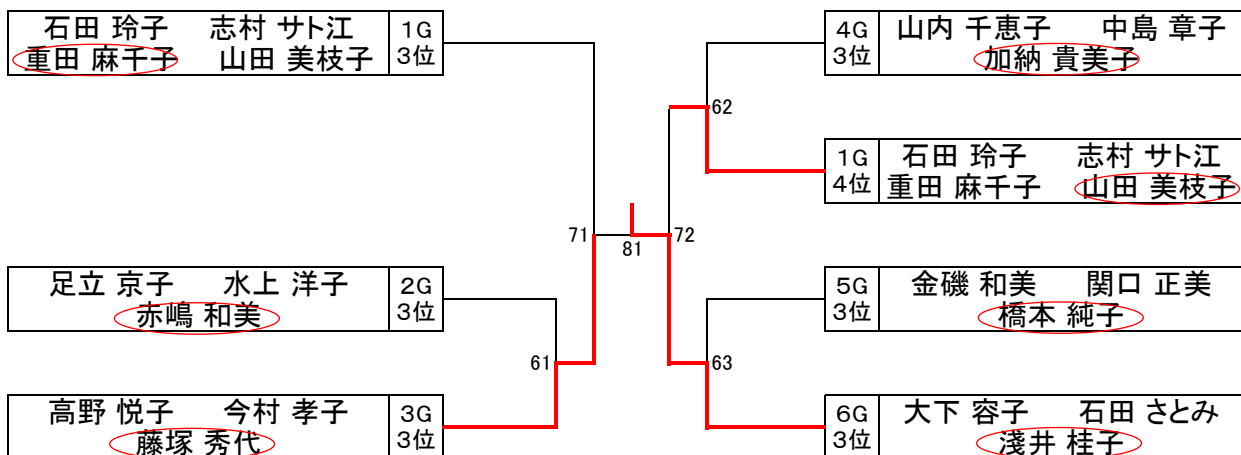 石田 玲子 志村 サト江 1G
重田 麻千子 山田 美枝子 3位
足立 京子 水上 洋子 2G
赤嶋 和美 3位
高野 悦子 今村 孝子 3G
藤塚 秀代 3位
61
71
81
72
62
63
4G 山内 千恵子 中島 章子
3位 加納 貴美子
1G 石田 玲子 志村 サト江
4位 重田 麻千子 山田 美枝子
5G 金磯 和美 関口 正美
3位 橋本 純子
6G 大下 容子 石田 さとみ
3位 淺井 桂子